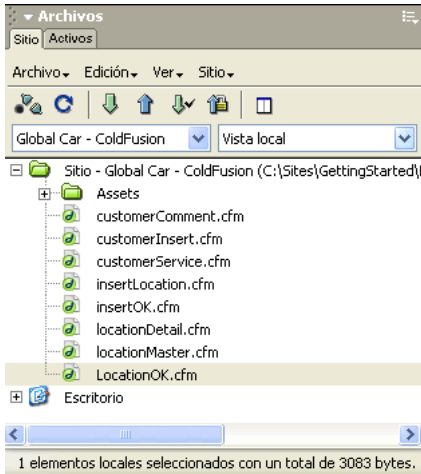 Archivos
Sitio Activos
Archivo Edición Ver Sitio
Global Car - ColdFusion Vista local
Sitio - Global Car - ColdFusion (C:\Sites\GettingStarted\
Assets
customerComment.cfm
customerInsert.cfm
customerService.cfm
insertLocation.cfm
insertOK.cfm
locationDetail.cfm
locationMaster.cfm
LocationOK.cfm
Escritorio
1 elementos locales seleccionados con un total de 3083 bytes.